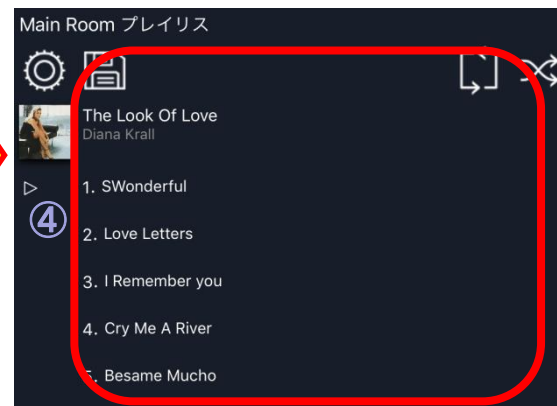 Main Room プレイリス
The Look Of Love
Diana Krall
1. SWonderful
④
2. Love Letters
3. I Remember you
4. Cry Me A River
5. Besame Mucho